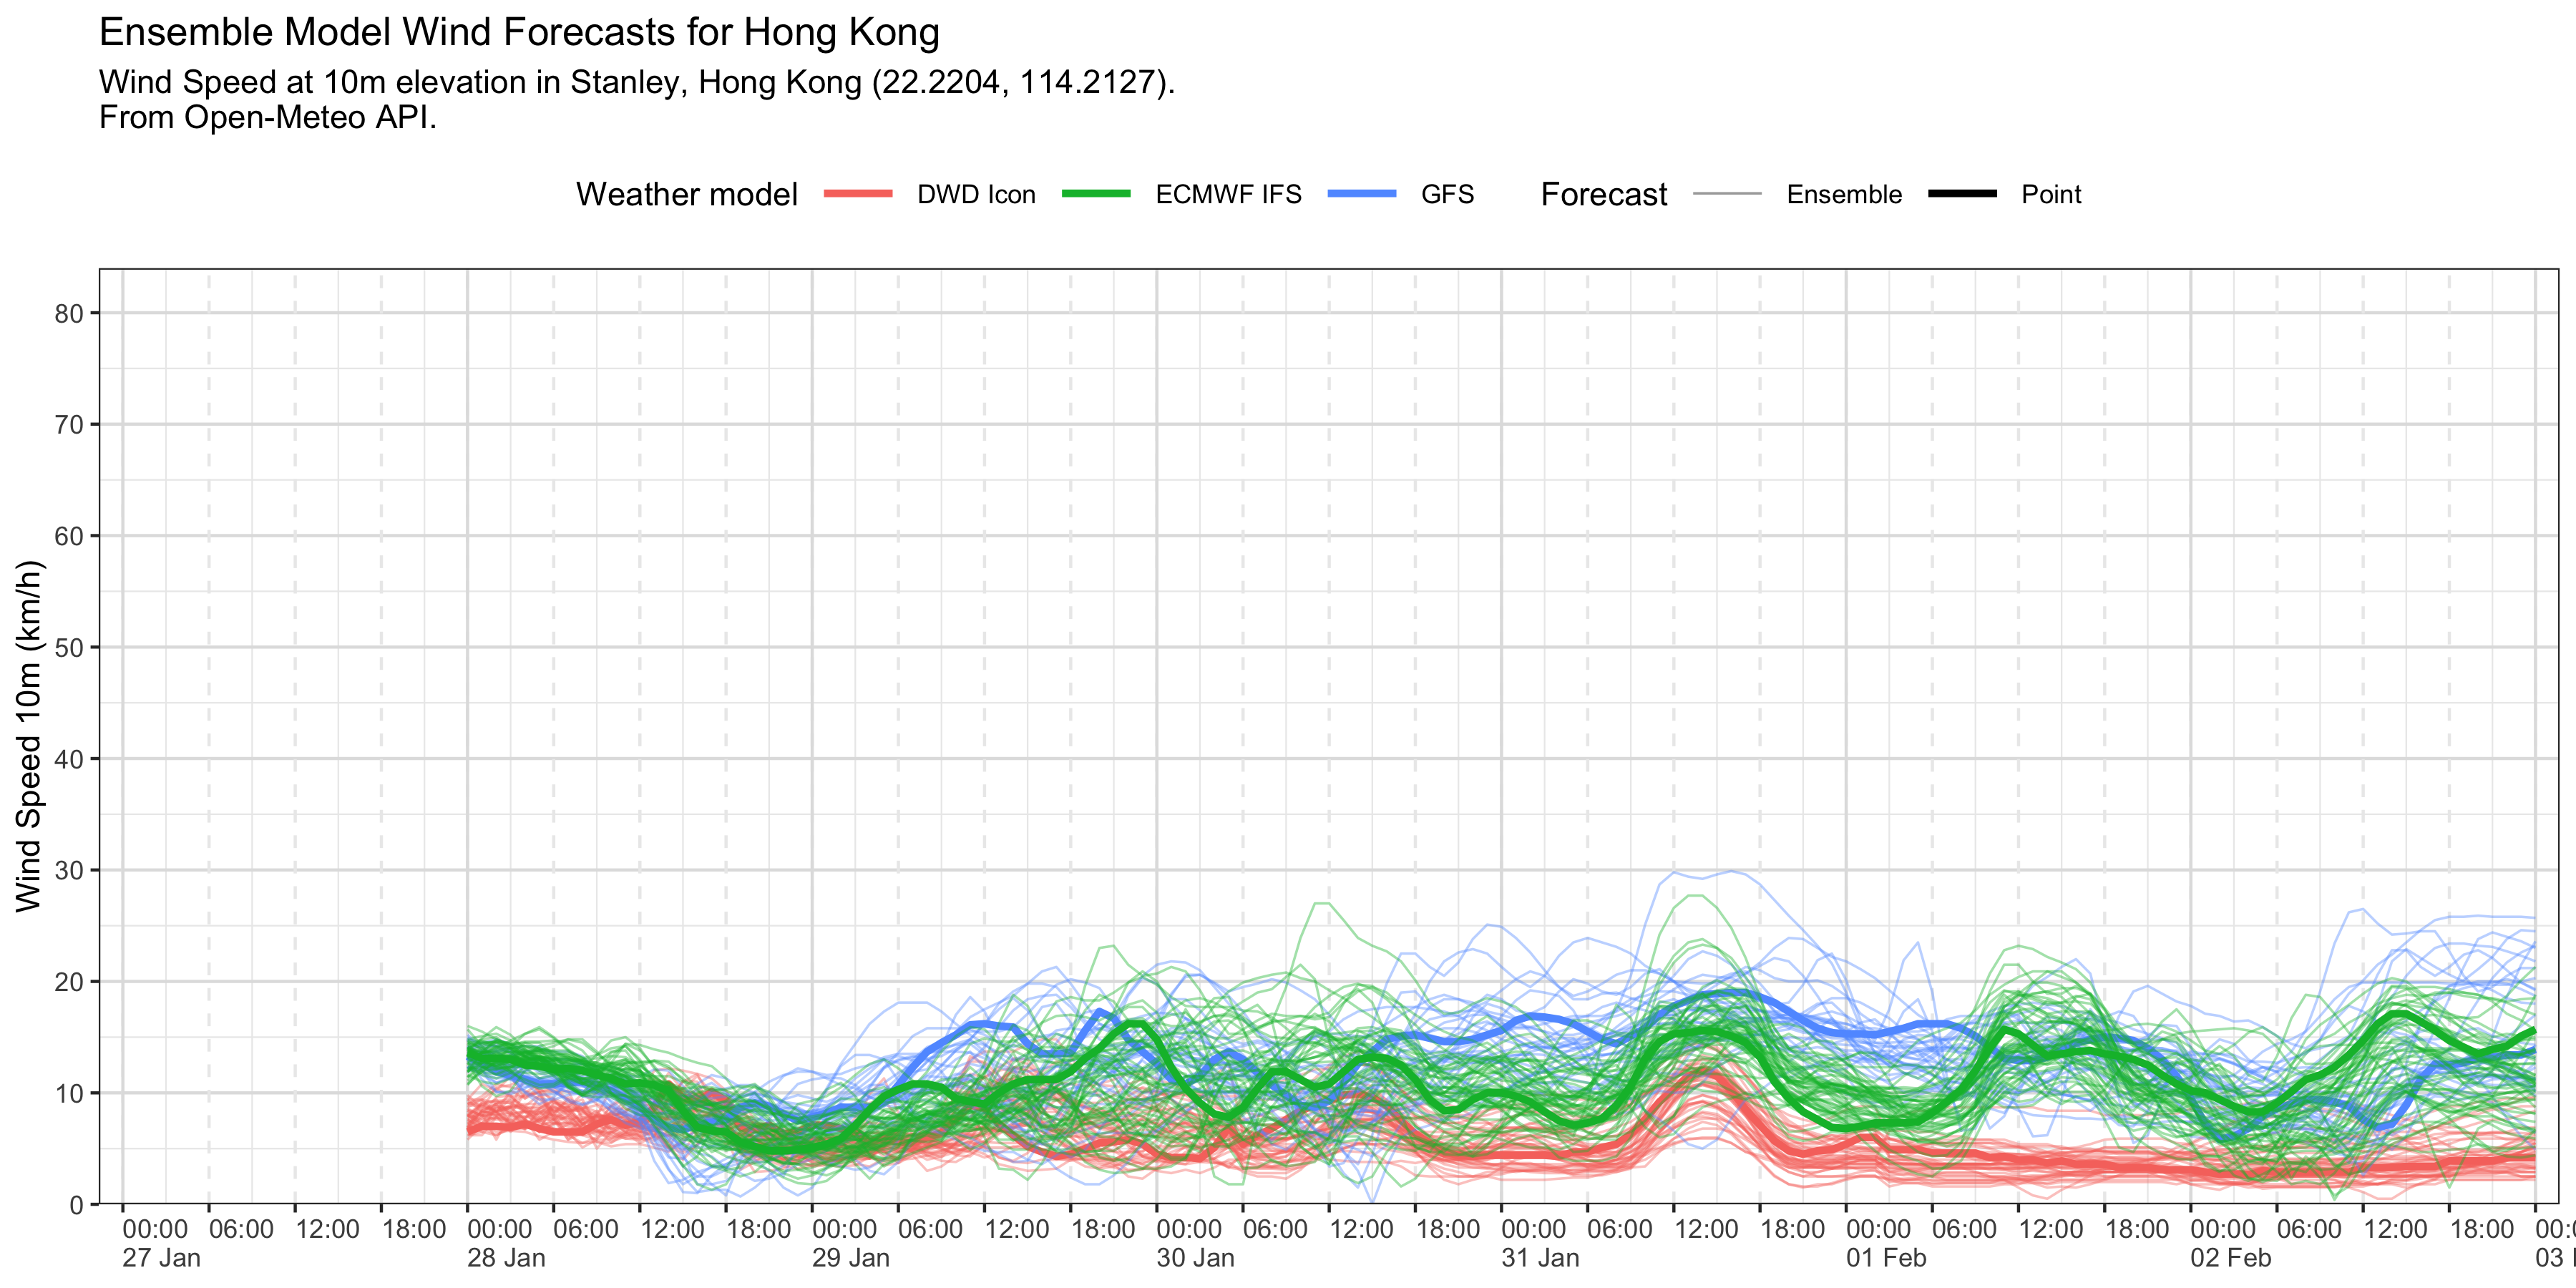 Ensemble Model Wind Forecasts for Hong Kong
Wind Speed at 10m elevation in Stanley, Hong Kong (22.2204, 114.2127).
From Open-Meteo API.
Weather model DWD Icon ECMWF IFS GFS Forecast Ensemble Point
Wind Speed 10m (km/h)
80
70
60
50
40
30
20
10
0
00:00 06:00 12:00 18:00 00:00 06:00 12:00 18:00 00:00 06:00 12:00 18:00 00:00 06:00 12:00 18:00 00:00 06:00 12:00 18:00 00:00 06:00 12:00 18:00 00:00 06:00 12:00 18:00 00:
27 Jan 28 Jan 29 Jan 30 Jan 31 Jan 01 Feb 02 Feb 03